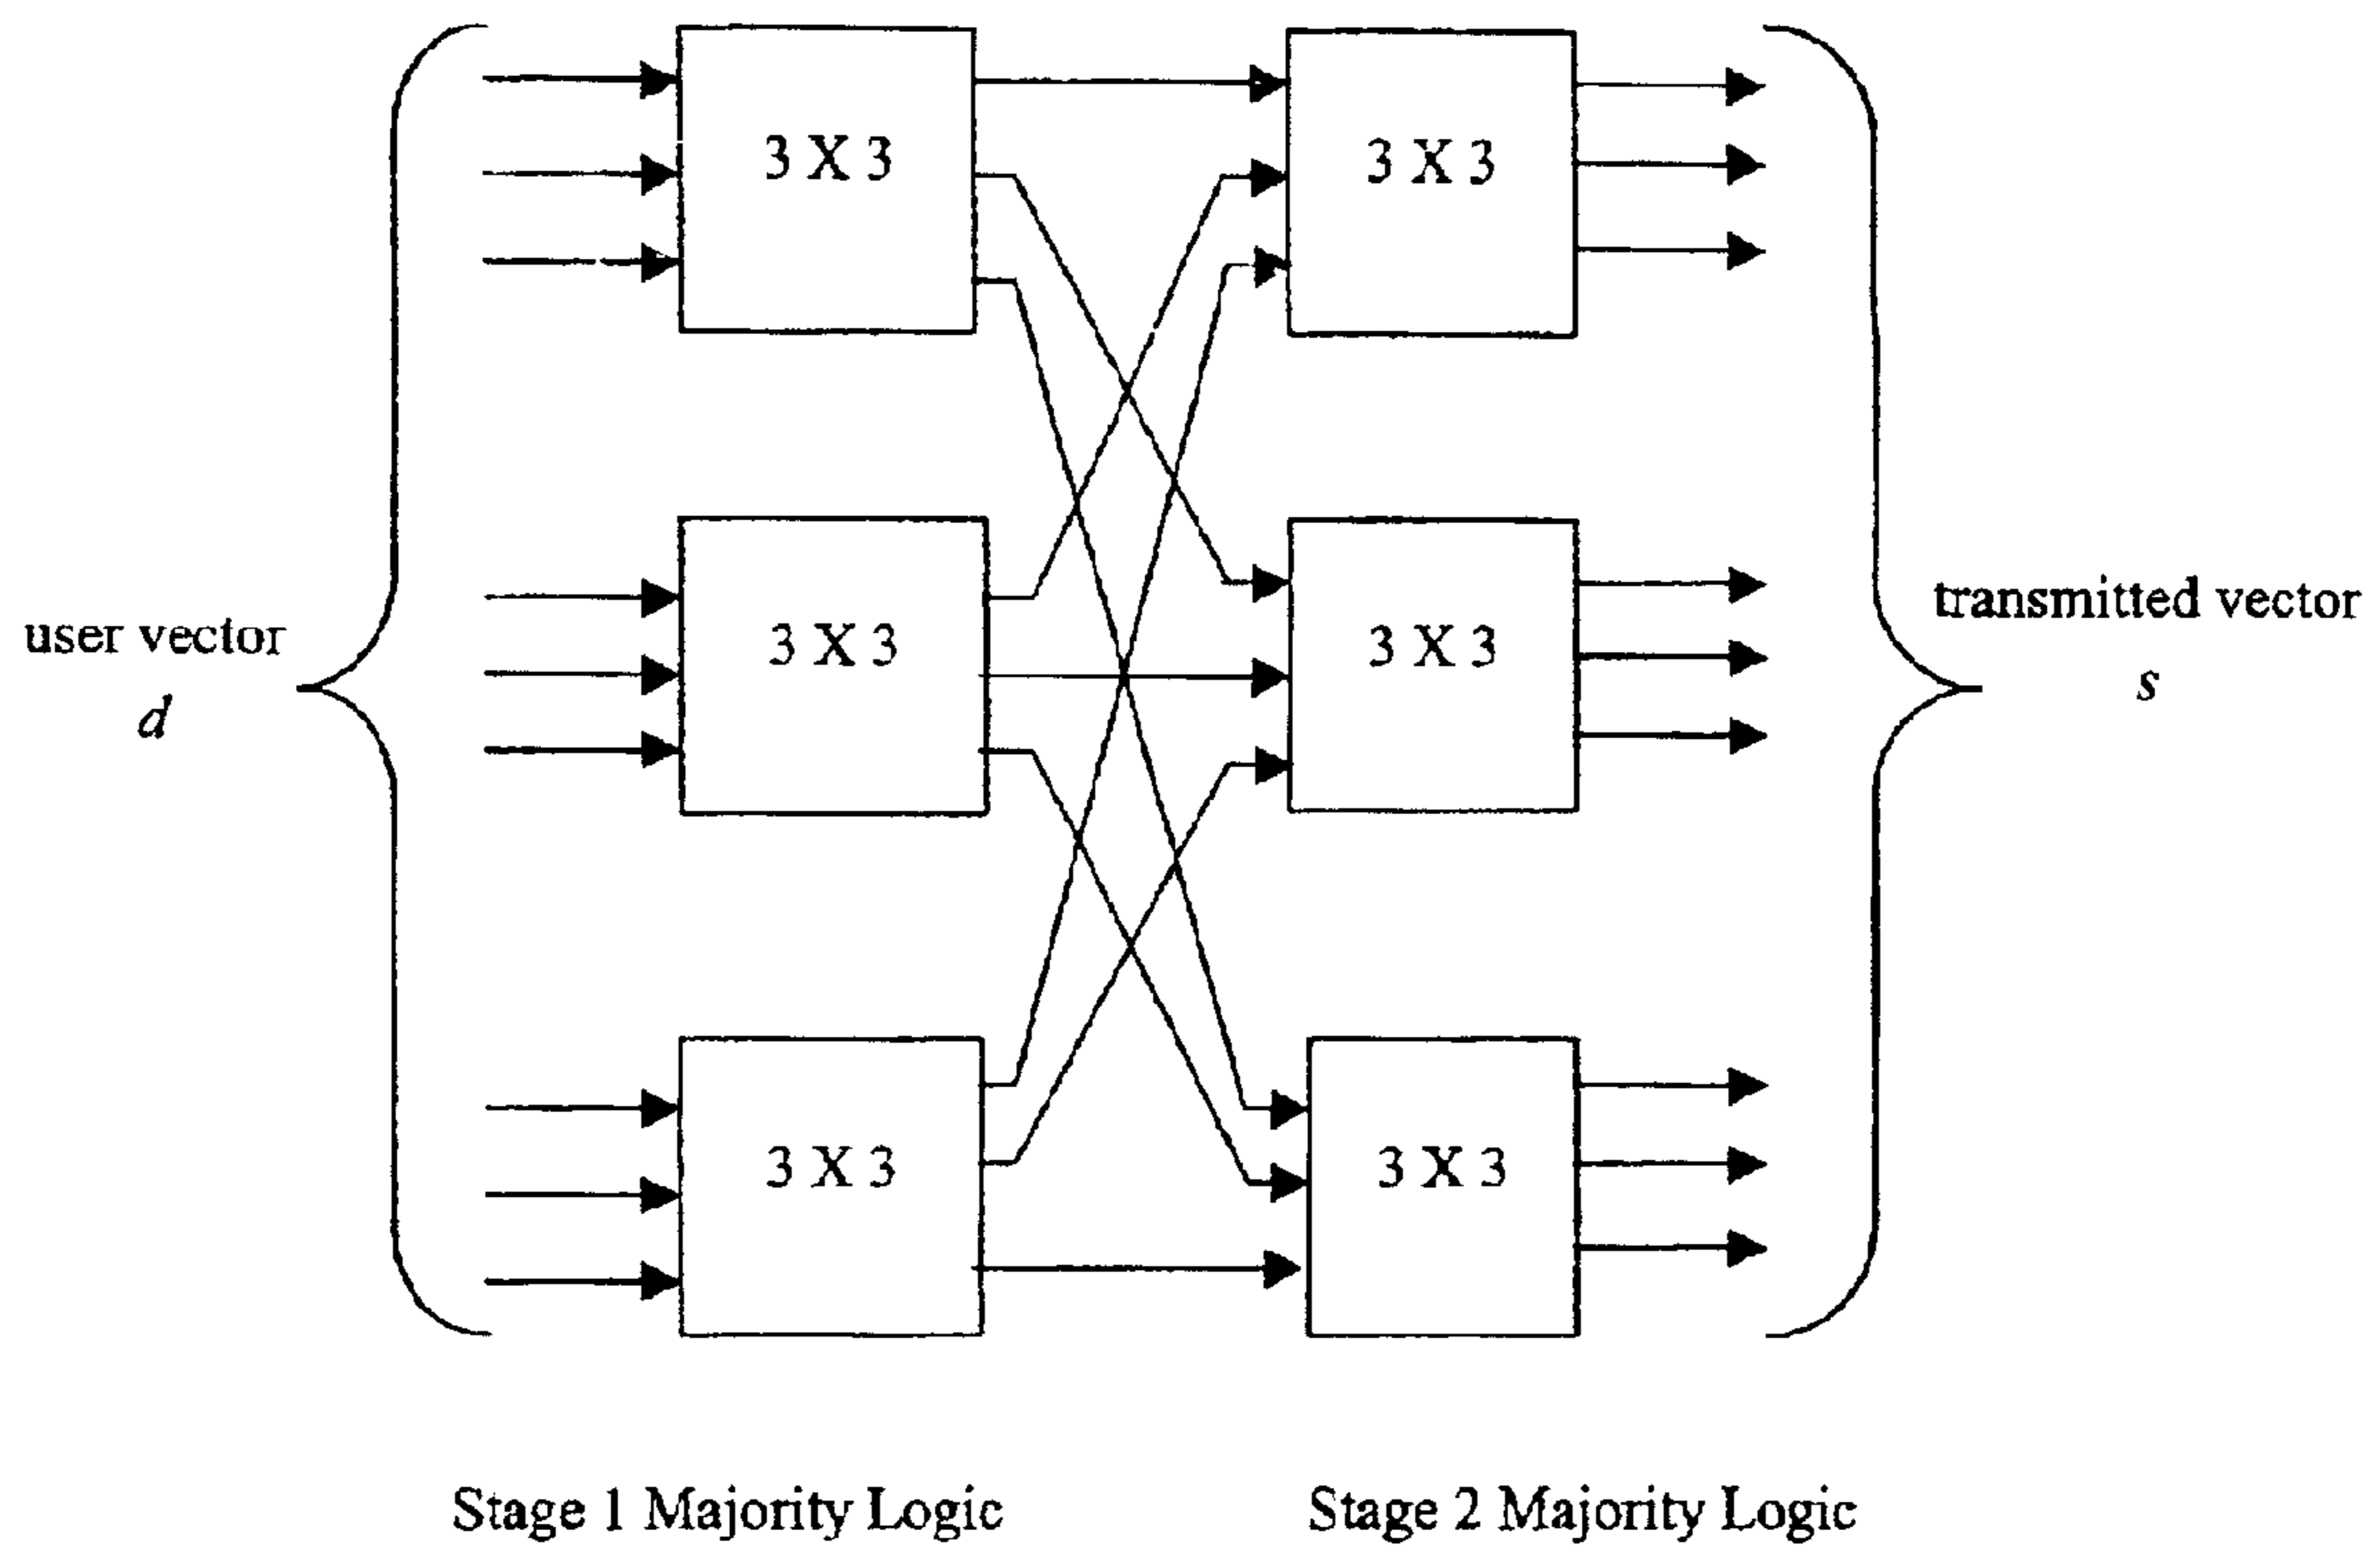 3 X 3
3 X 3
user vector
d
3 X 3
3 X 3
transmitted vector
s
3 X 3
3 X 3
Stage 1 Majority Logic
Stage 2 Majority Logic